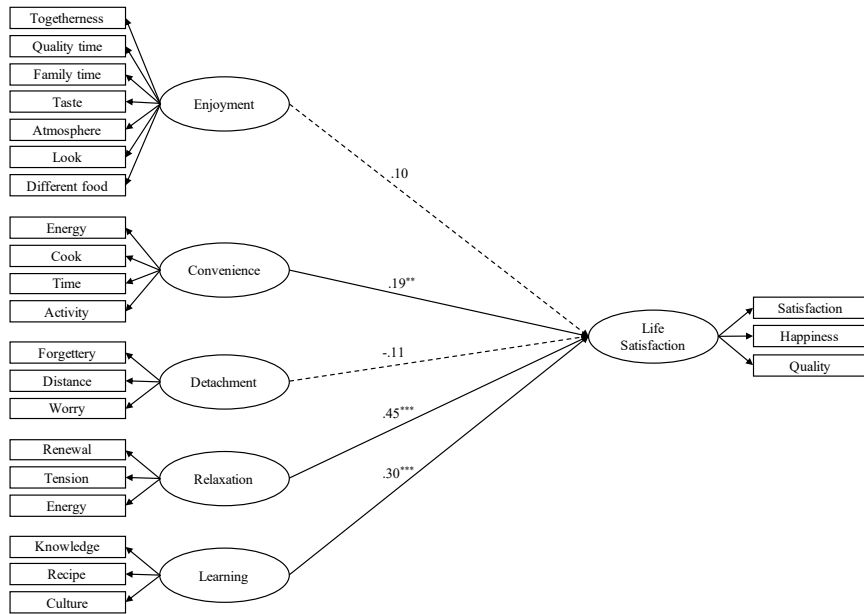 Togetherness
Quality time
Family time
Taste
Atmosphere
Look
Different food
Enjoyment
.10
Energy
Cook
Time
Activity
Convenience
.19**
Forgettery
Distance
Worry
Detachment
-.11
Renewal
Tension
Energy
Relaxation
.45***
Knowledge
Recipe
Culture
Learning
.30***
Life
Satisfaction
Satisfaction
Happiness
Quality